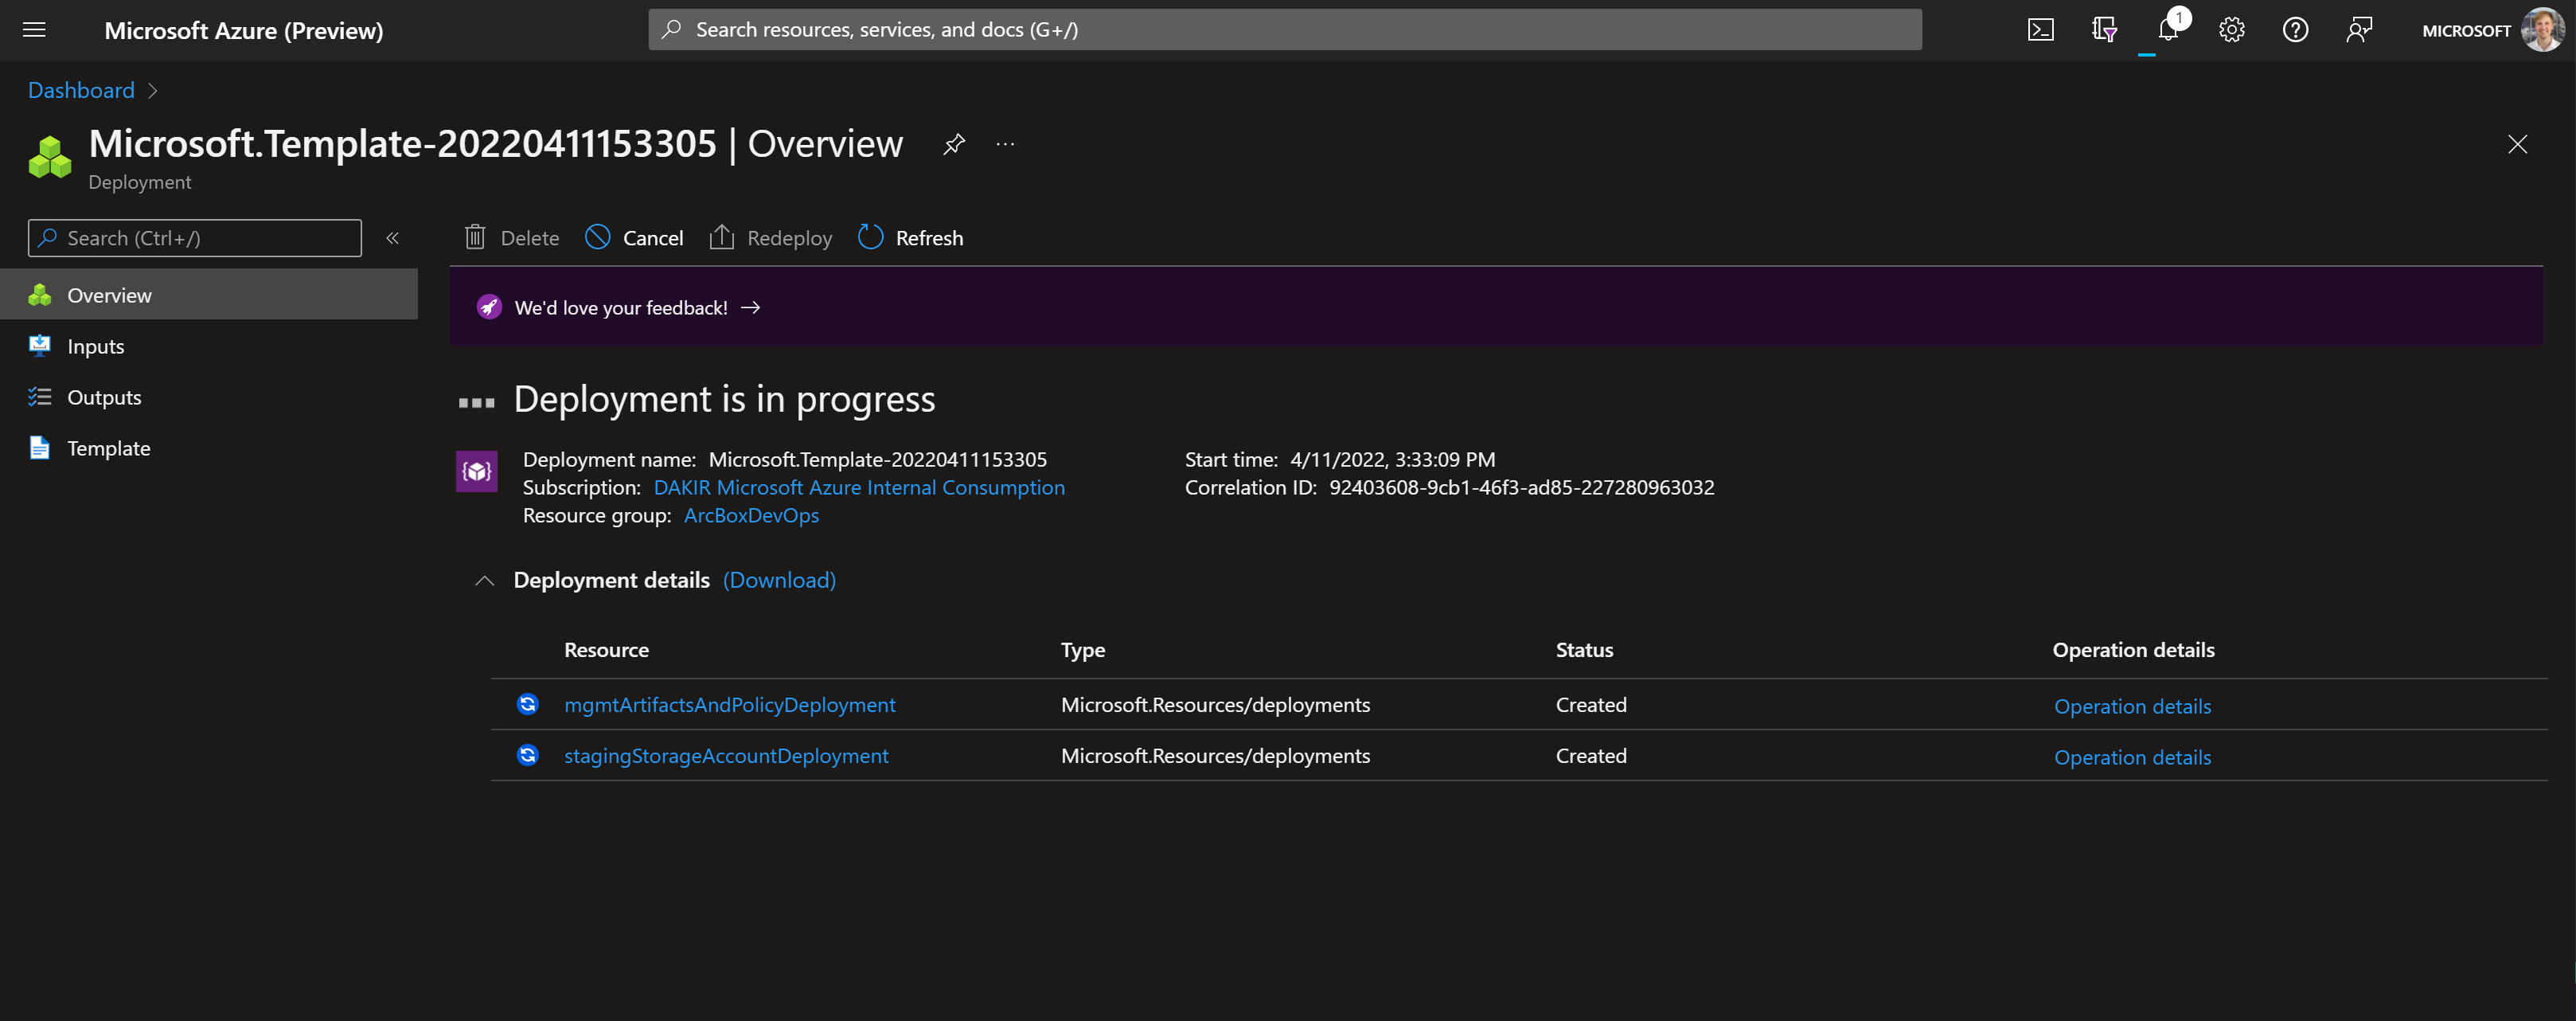 Microsoft Azure (Preview)
Search resources, services, and docs (G+/)
1
MICROSOFT
Dashboard
Microsoft.Template-20220411153305 | Overview
Deployment
Search (Ctrl+/)
Delete
Cancel
Redeploy
Refresh
Overview
Inputs
Outputs
Template
We'd love your feedback!
Deployment is in progress
Deployment name: Microsoft.Template-20220411153305
Subscription: DAKIR Microsoft Azure Internal Consumption
Resource group: ArcBoxDevOps
Start time: 4/11/2022, 3:33:09 PM
Correlation ID: 92403608-9cb1-46f3-ad85-227280963032
Deployment details (Download)
Resource Type Status Operation details
mgmtArtifactsAndPolicyDeployment Microsoft.Resources/deployments Created Operation details
stagingStorageAccountDeployment Microsoft.Resources/deployments Created Operation details